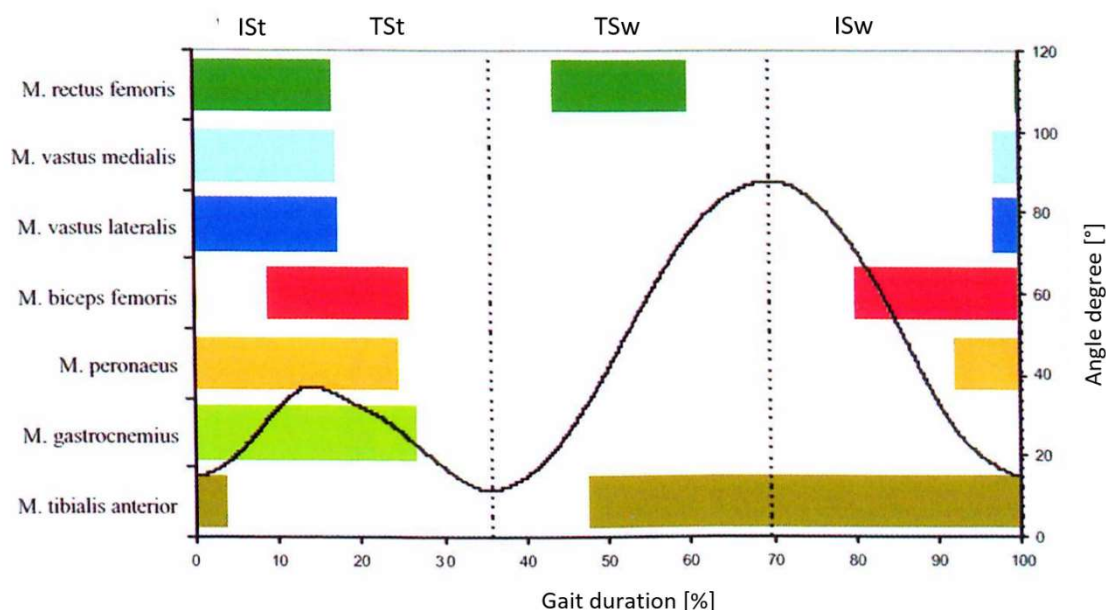 ISt TSt TSw ISw
M. rectus femoris
M. vastus medialis
M. vastus lateralis
M. biceps femoris
M. peronaeus
M. gastrocnemius
M. tibialis anterior
120
100
80
60
40
20
0
Angle degree [°]
0 10 20 30 40 50 60 70 80 90 100
Gait duration [%]